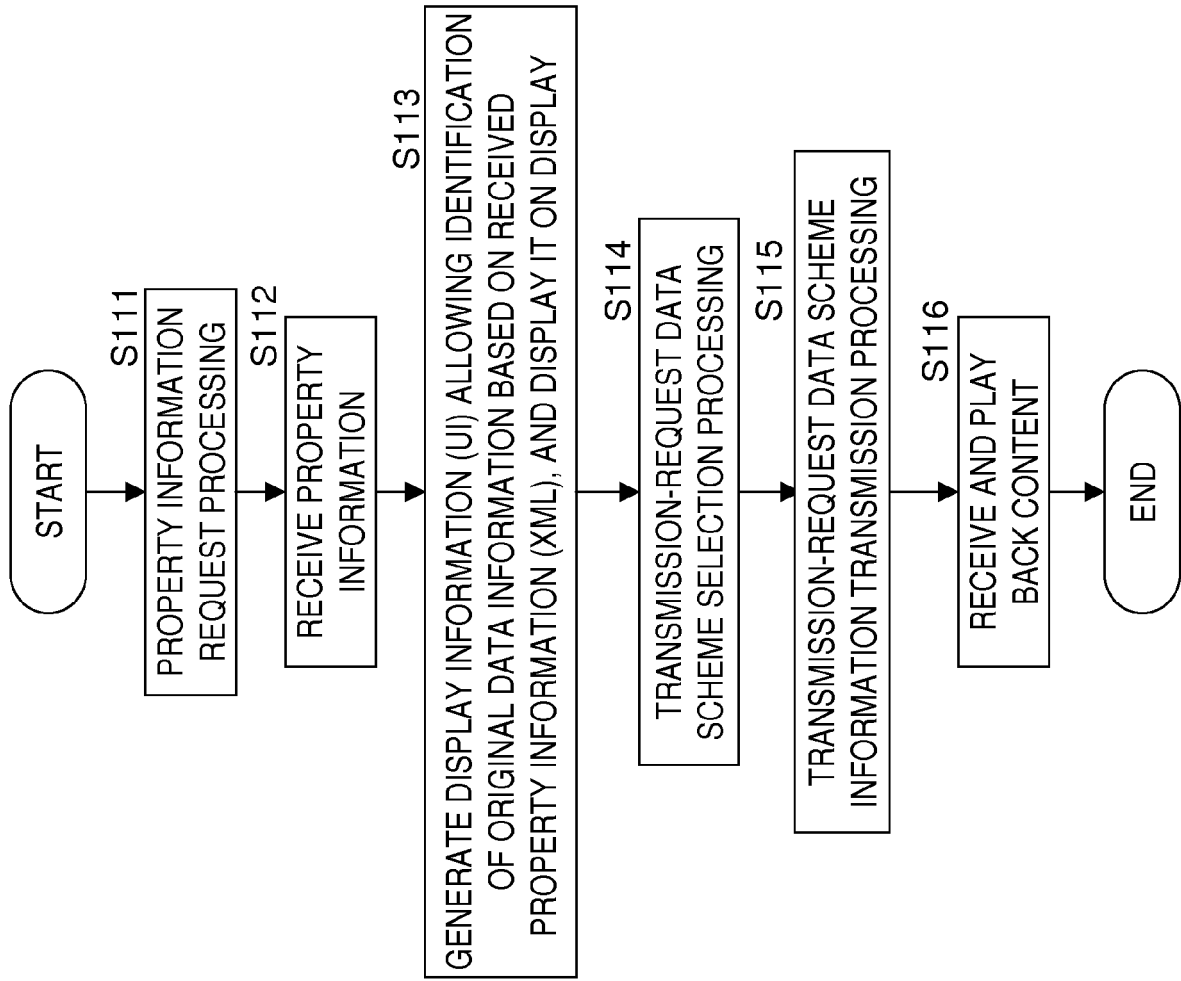 START
S111
PROPERTY INFORMATION
REQUEST PROCESSING
S112
RECEIVE PROPERTY
INFORMATION
S113
GENERATE DISPLAY INFORMATION (UI) ALLOWING IDENTIFICATION
OF ORIGINAL DATA INFORMATION BASED ON RECEIVED
PROPERTY INFORMATION (XML), AND DISPLAY IT ON DISPLAY
S114
TRANSMISSION-REQUEST DATA
SCHEME SELECTION PROCESSING
S115
TRANSMISSION-REQUEST DATA SCHEME
INFORMATION TRANSMISSION PROCESSING
S116
RECEIVE AND PLAY
BACK CONTENT
END